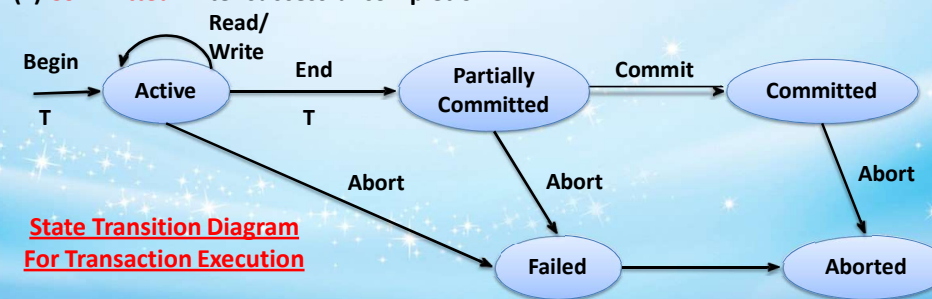 Read/
Write
Begin
T
Active
End
T
Partially
Committed
Commit
Committed
Abort
Abort
Abort
State Transition Diagram
For Transaction Execution
Failed
Aborted